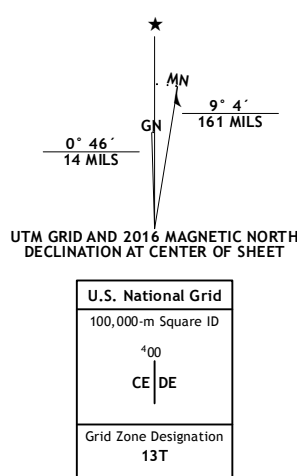 ★
MN
GN
9° 4´
161 MILS
0° 46´
14 MILS
UTM GRID AND 2016 MAGNETIC NORTH
DECLINATION AT CENTER OF SHEET
U.S. National Grid
100,000-m Square ID
⁴00
CE DE
Grid Zone Designation
13T